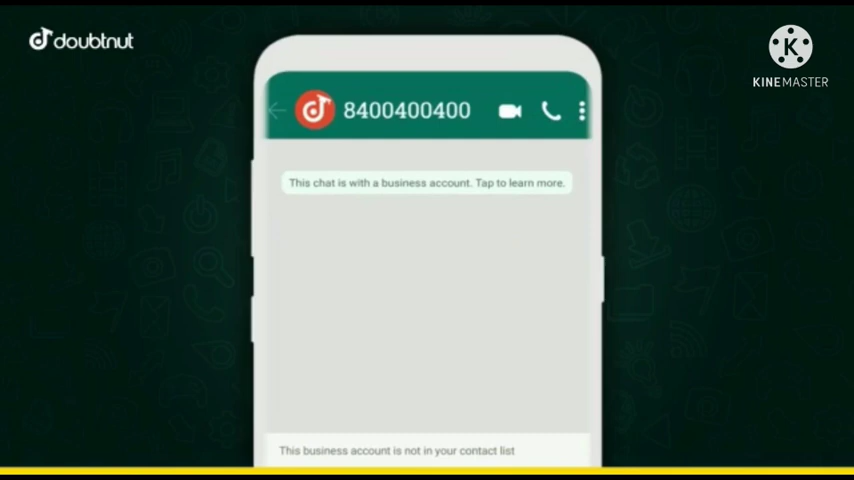 doubtnut
KINEMASTER
8400400400
This chat is with a business account. Tap to learn more.
This business account is not in your contact list